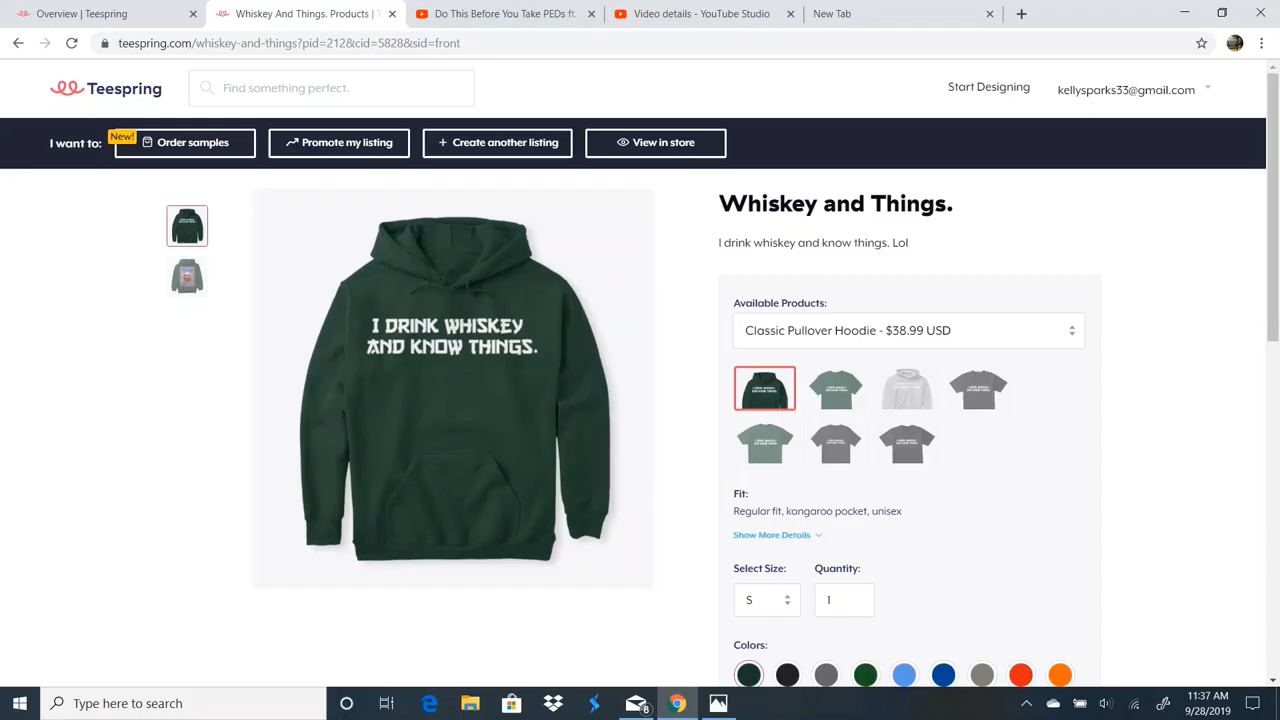 Overview | Teespring
Whiskey And Things. Products | T
Do This Before You Take PEDs ft.
Video details - YouTube Studio
New Tab
teespring.com/whiskey-and-things?pid=212&cid=5828&sid=front
Teespring
Find something perfect.
Start Designing
kellysparks33@gmail.com
I want to:
New!
Order samples
Promote my listing
+ Create another listing
View in store
Whiskey and Things.
I drink whiskey and know things. Lol
I DRINK WHISKEY
AND KNOW THINGS.
Available Products:
Classic Pullover Hoodie - $38.99 USD
Fit:
Regular fit, kangaroo pocket, unisex
Show More Details
Select Size:
Quantity:
S
1
Colors:
Type here to search
8
11:37 AM
9/28/2019